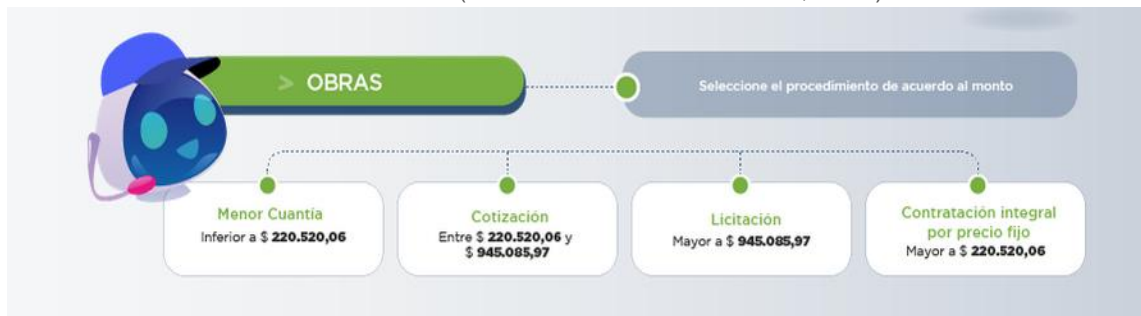 > OBRAS
Seleccione el procedimiento de acuerdo al monto
Menor Cuantía
Inferior a $ 220.520,06
Cotización
Entre $ 220.520,06 y
$ 945.085,97
Licitación
Mayor a $ 945.085,97
Contratación integral
por precio fijo
Mayor a $ 220.520,06